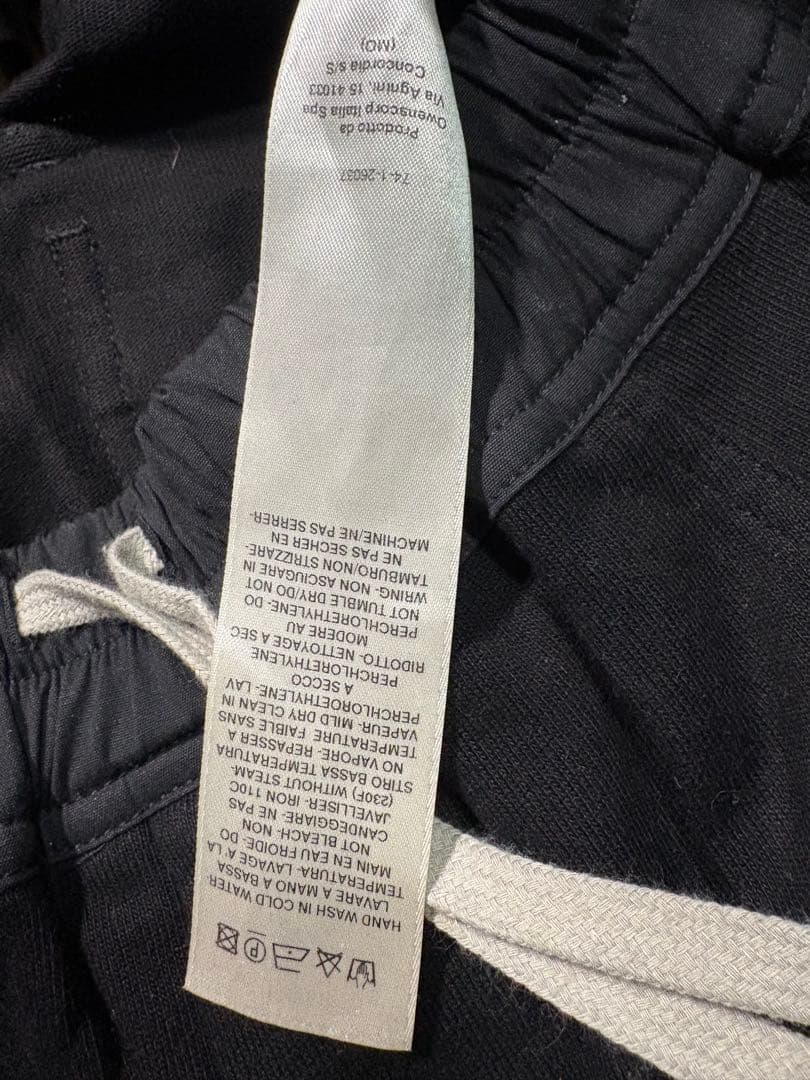 P
HAND WASH IN COLD WATER-
LAVARE A MANO A BASSA
TEMPERATURA- LAVAGE A' LA
MAIN EN EAU FROIDE- DO
NOT BLEACH- NON
CANDEGGIARE- NE PAS
JAVELLISER- IRON 110C
(230F) WITHOUT STEAM-
STIRO BASSA TEMPERATURA
NO VAPORE- REPASSER A
TEMPERATURE FAIBLE SANS
VAPEUR- MILD DRY CLEAN IN
PERCHLOROETHYLENE- LAV
A SECCO
PERCHLORETHYLENE
RIDOTTO- NETTOYAGE A SEC
MODERE AU
PERCHLORETHYLENE- DO
NOT TUMBLE DRY/DO NOT
WRING- NON ASCIUGARE IN
TAMBURO/NON STRIZZARE-
NE PAS SECHER EN
MACHINE/NE PAS SERRER-
74-1-26037
Prodotto da
Owenscorp Italia Spa
Via Agnini, 15 41033
Concordia s/S
(MO)